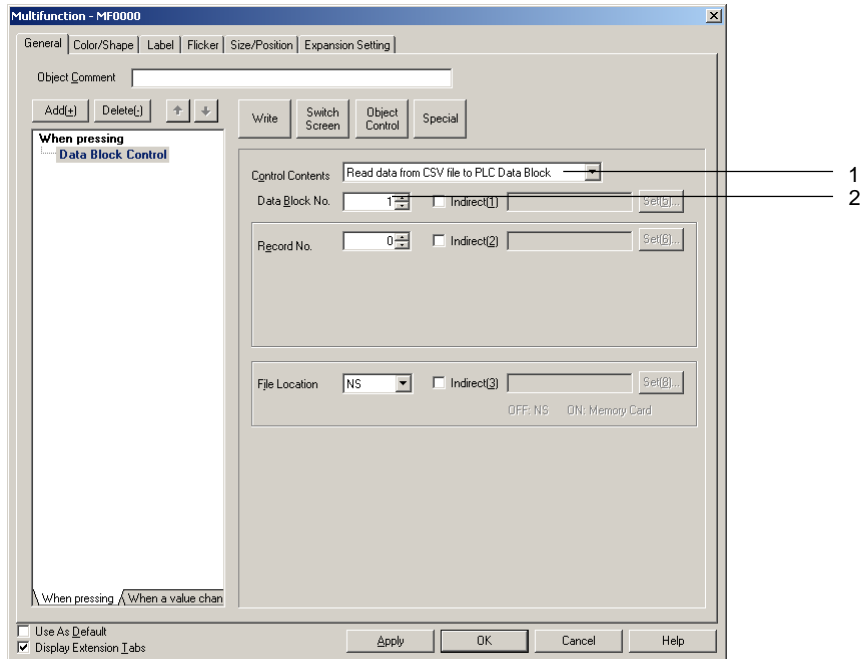 Multifunction - MF0000
General Color/Shape Label Flicker Size/Position Expansion Setting
Object Comment
Add(+) Delete(-) Write Switch Screen Object Control Special
When pressing
Data Block Control
Control Contents Read data from CSV file to PLC Data Block 1
Data Block No. 1 Indirect(1) Set(5)... 2
Record No. 0 Indirect(2) Set(6)...
File Location NS Indirect(3) Set(8)...
OFF: NS ON: Memory Card
When pressing When a value chan
Use As Default
Display Extension Tabs
Apply OK Cancel Help